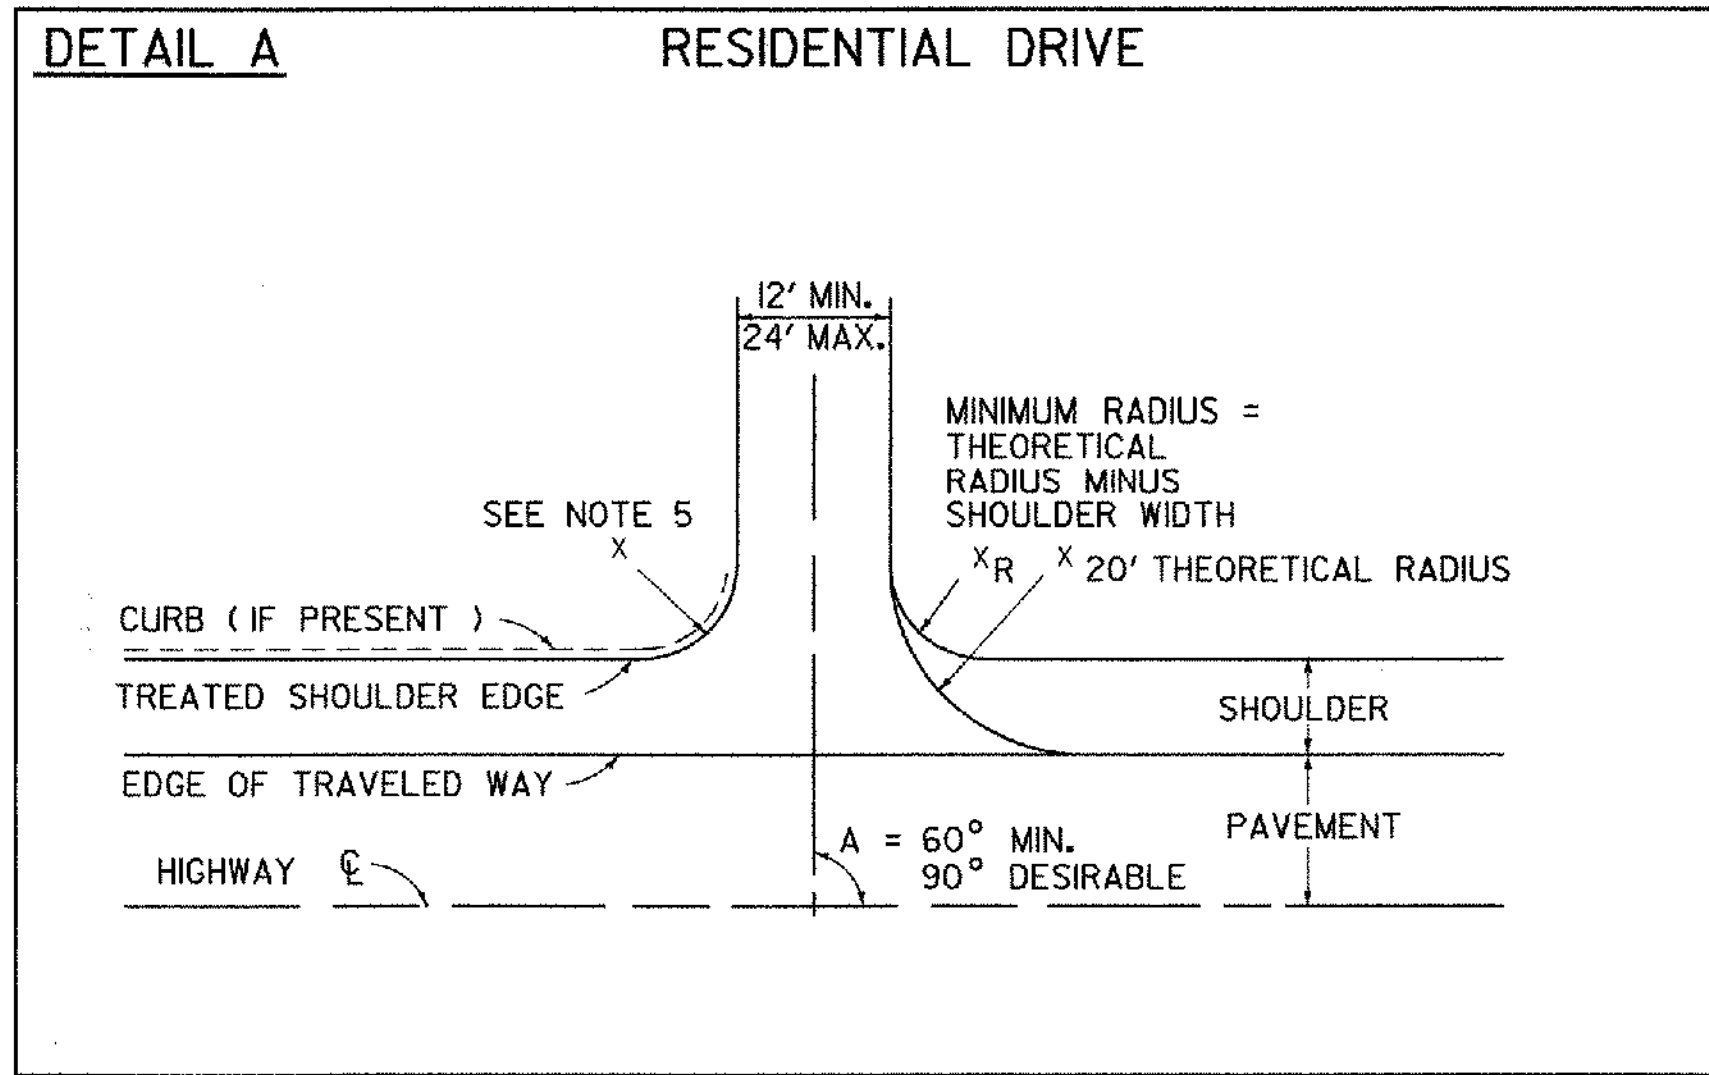 DETAIL A
RESIDENTIAL DRIVE
12' MIN.
24' MAX.
MINIMUM RADIUS =
THEORETICAL
RADIUS MINUS
SHOULDER WIDTH
SEE NOTE 5
X
X R
X 20' THEORETICAL RADIUS
CURB ( IF PRESENT )
TREATED SHOULDER EDGE
SHOULDER
EDGE OF TRAVELED WAY
PAVEMENT
A = 60° MIN.
90° DESIRABLE
HIGHWAY ℄